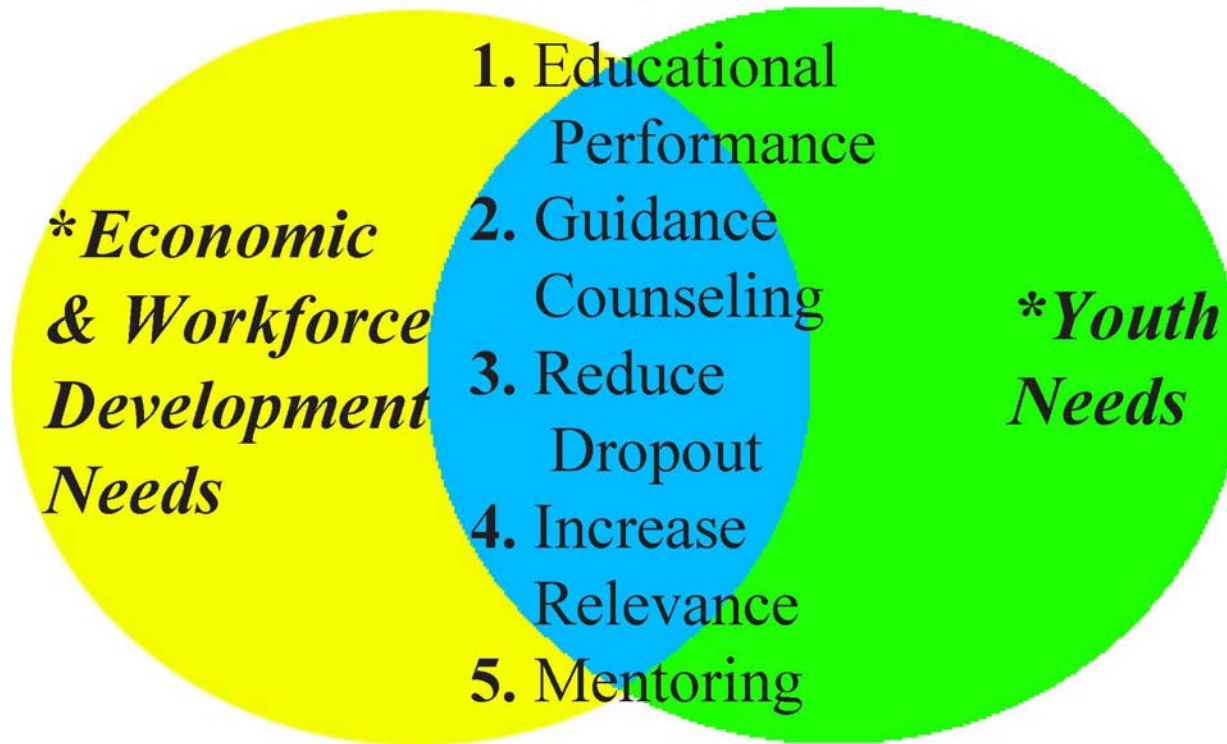 *Economic
& Workforce
Development
Needs
1. Educational
Performance
2. Guidance
Counseling
3. Reduce
Dropout
4. Increase
Relevance
5. Mentoring
*Youth
Needs